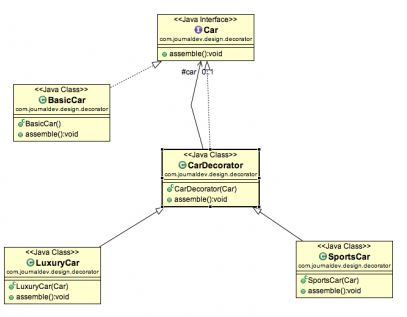 <<Java Interface>>
Car
com.journaldev.design.decorator
assemble():void
#car 0..1
<<Java Class>>
BasicCar
com.journaldev.design.decorator
BasicCar()
assemble():void
<<Java Class>>
CarDecorator
com.journaldev.design.decorator
CarDecorator(Car)
assemble():void
<<Java Class>>
LuxuryCar
com.journaldev.design.decorator
LuxuryCar(Car)
assemble():void
<<Java Class>>
SportsCar
com.journaldev.design.decorator
SportsCar(Car)
assemble():void